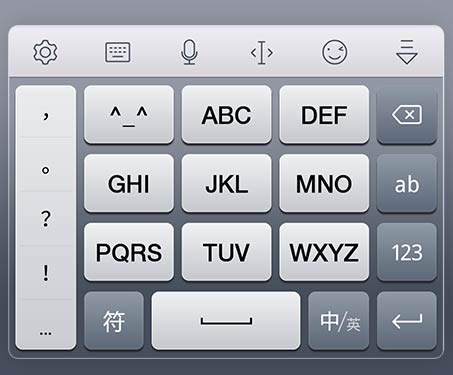 , ^_^ ABC DEF
。 GHI JKL MNO ab
?
! PQRS TUV WXYZ 123
... 符 中/英